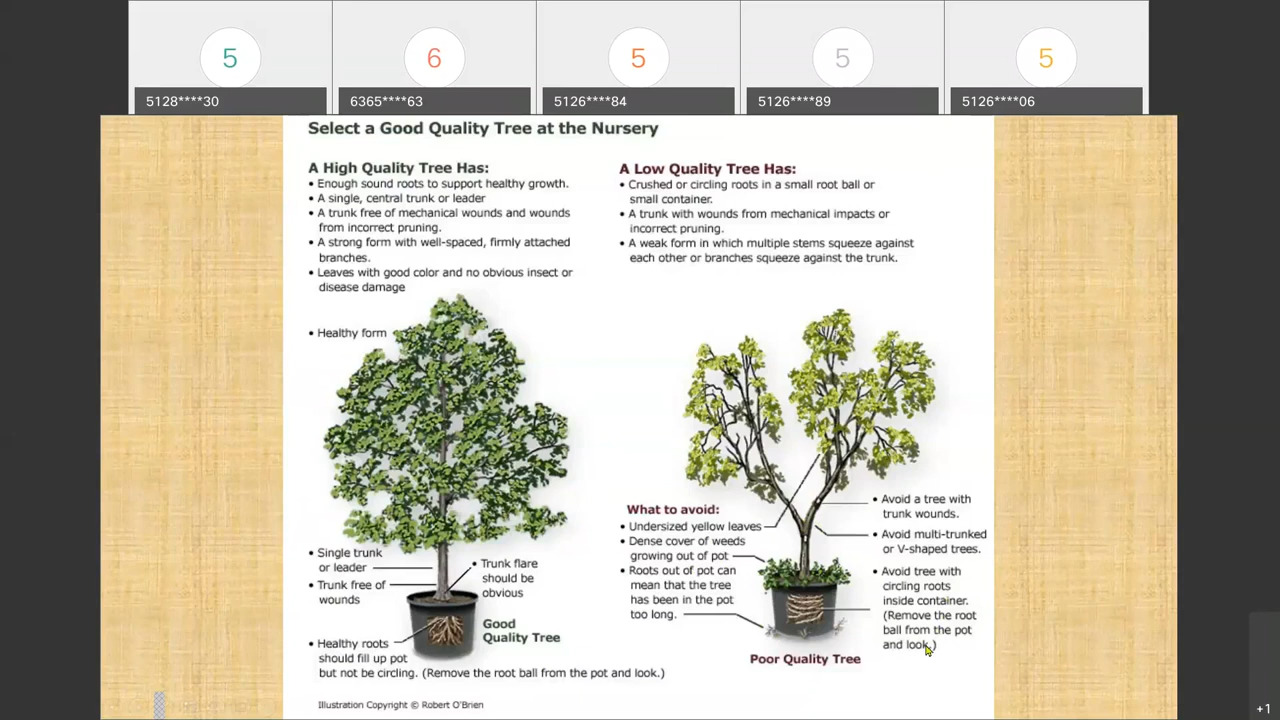 5
6
5
5
5
5128****30
6365****63
5126****84
5126****89
5126****06
Select a Good Quality Tree at the Nursery
A High Quality Tree Has:
• Enough sound roots to support healthy growth.
• A single, central trunk or leader
• A trunk free of mechanical wounds and wounds
from incorrect pruning.
• A strong form with well-spaced, firmly attached
branches.
• Leaves with good color and no obvious insect or
disease damage
• Healthy form
• Single trunk
or leader
• Trunk free of
wounds
• Trunk flare
should be
obvious
Good
Quality Tree
• Healthy roots
should fill up pot
but not be circling. (Remove the root ball from the pot and look.)
A Low Quality Tree Has:
• Crushed or circling roots in a small root ball or
small container.
• A trunk with wounds from mechanical impacts or
incorrect pruning.
• A weak form in which multiple stems squeeze against
each other or branches squeeze against the trunk.
What to avoid:
• Undersized yellow leaves
• Dense cover of weeds
growing out of pot
• Roots out of pot can
mean that the tree
has been in the pot
too long.
• Avoid a tree with
trunk wounds.
• Avoid multi-trunked
or V-shaped trees.
• Avoid tree with
circling roots
inside container.
(Remove the root
ball from the pot
and look.)
Poor Quality Tree
Illustration Copyright © Robert O'Brien
+1